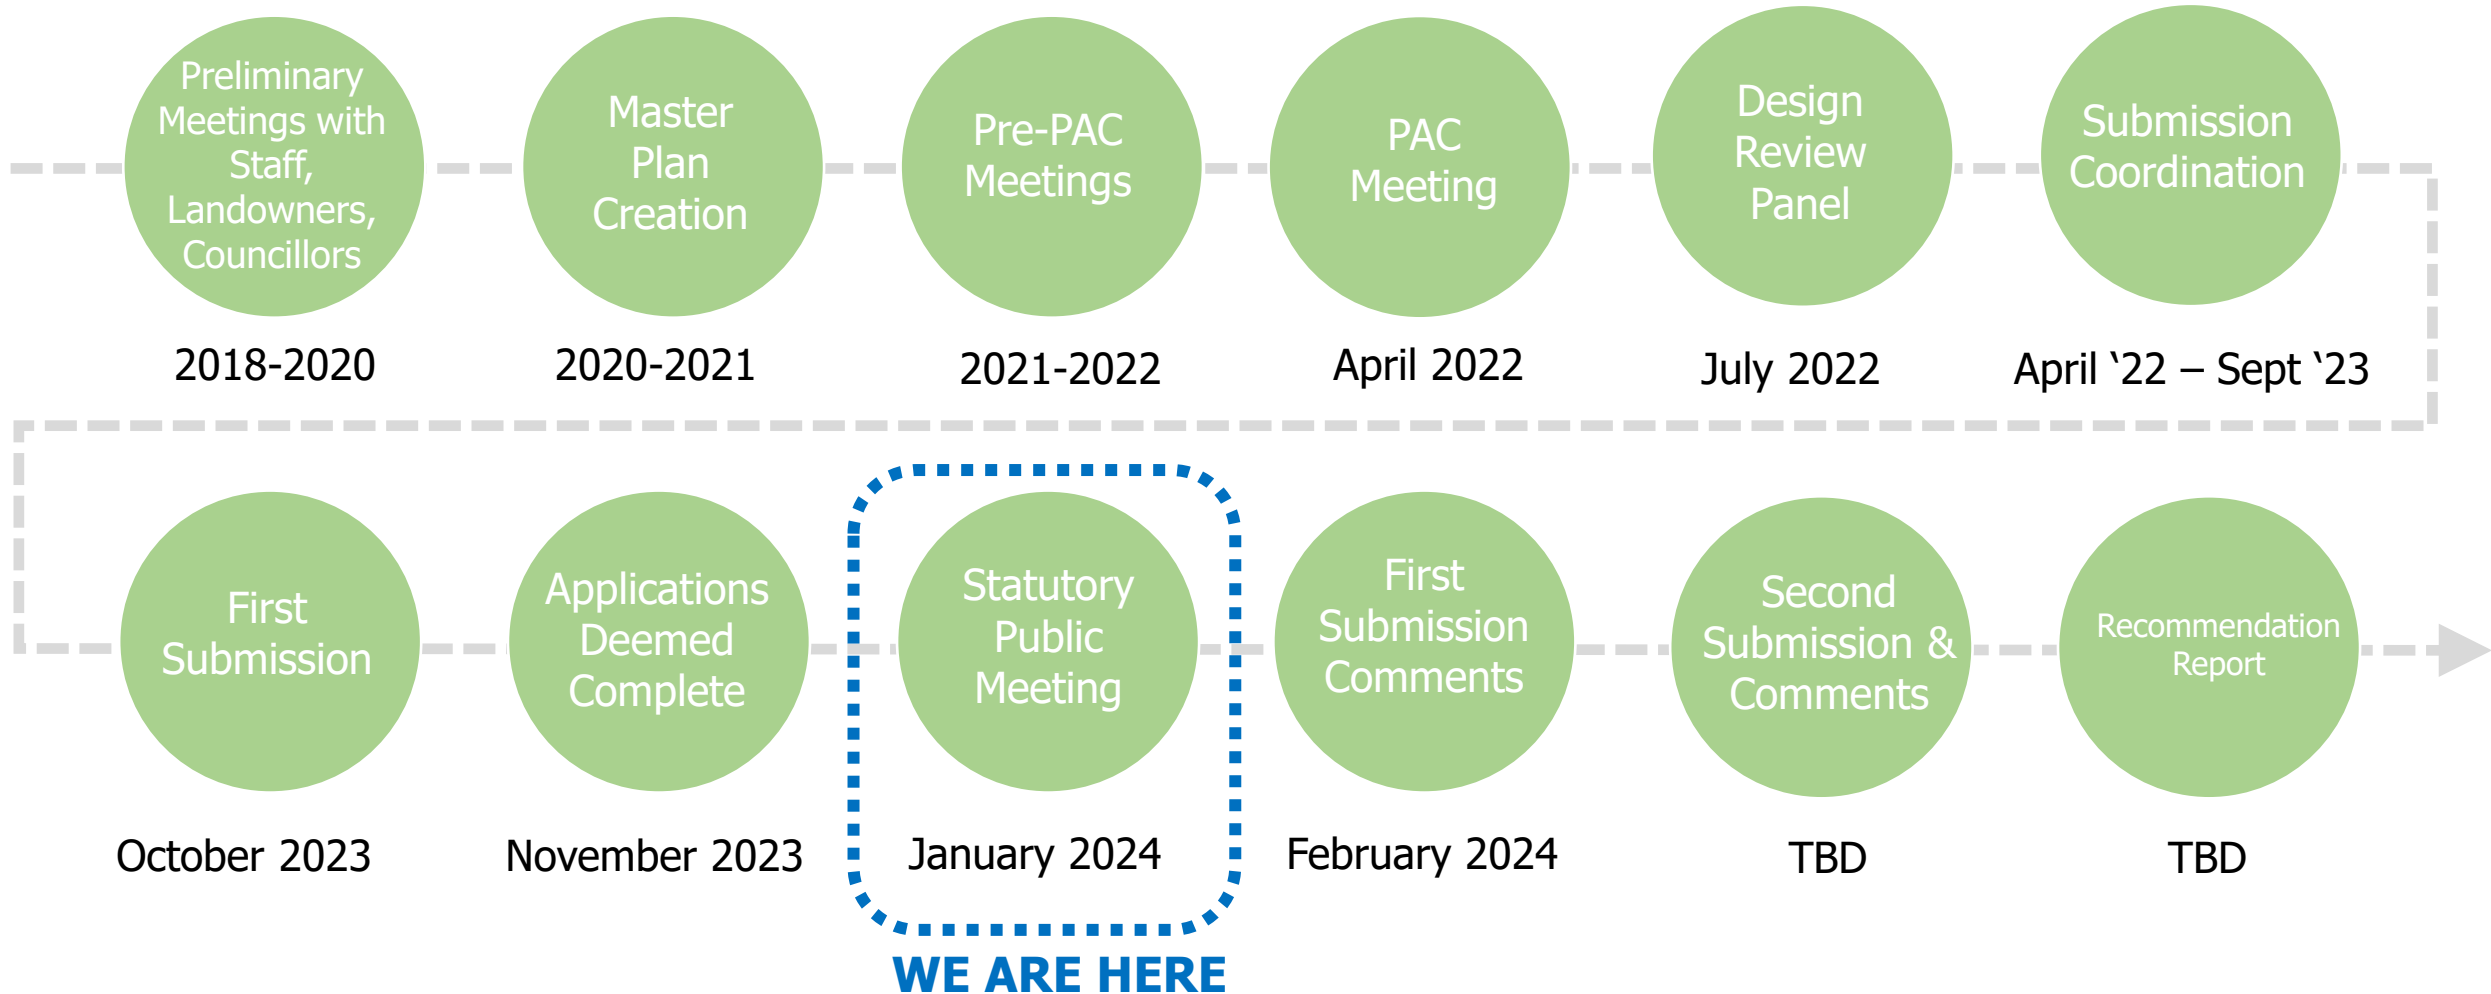 Preliminary
Meetings with
Staff,
Landowners,
Councillors
2018-2020
Master
Plan
Creation
2020-2021
Pre-PAC
Meetings
2021-2022
PAC
Meeting
April 2022
Design
Review
Panel
July 2022
Submission
Coordination
April ‘22 – Sept ‘23
First
Submission
October 2023
Applications
Deemed
Complete
November 2023
Statutory
Public
Meeting
January 2024
WE ARE HERE
First
Submission
Comments
February 2024
Second
Submission &
Comments
TBD
Recommendation
Report
TBD